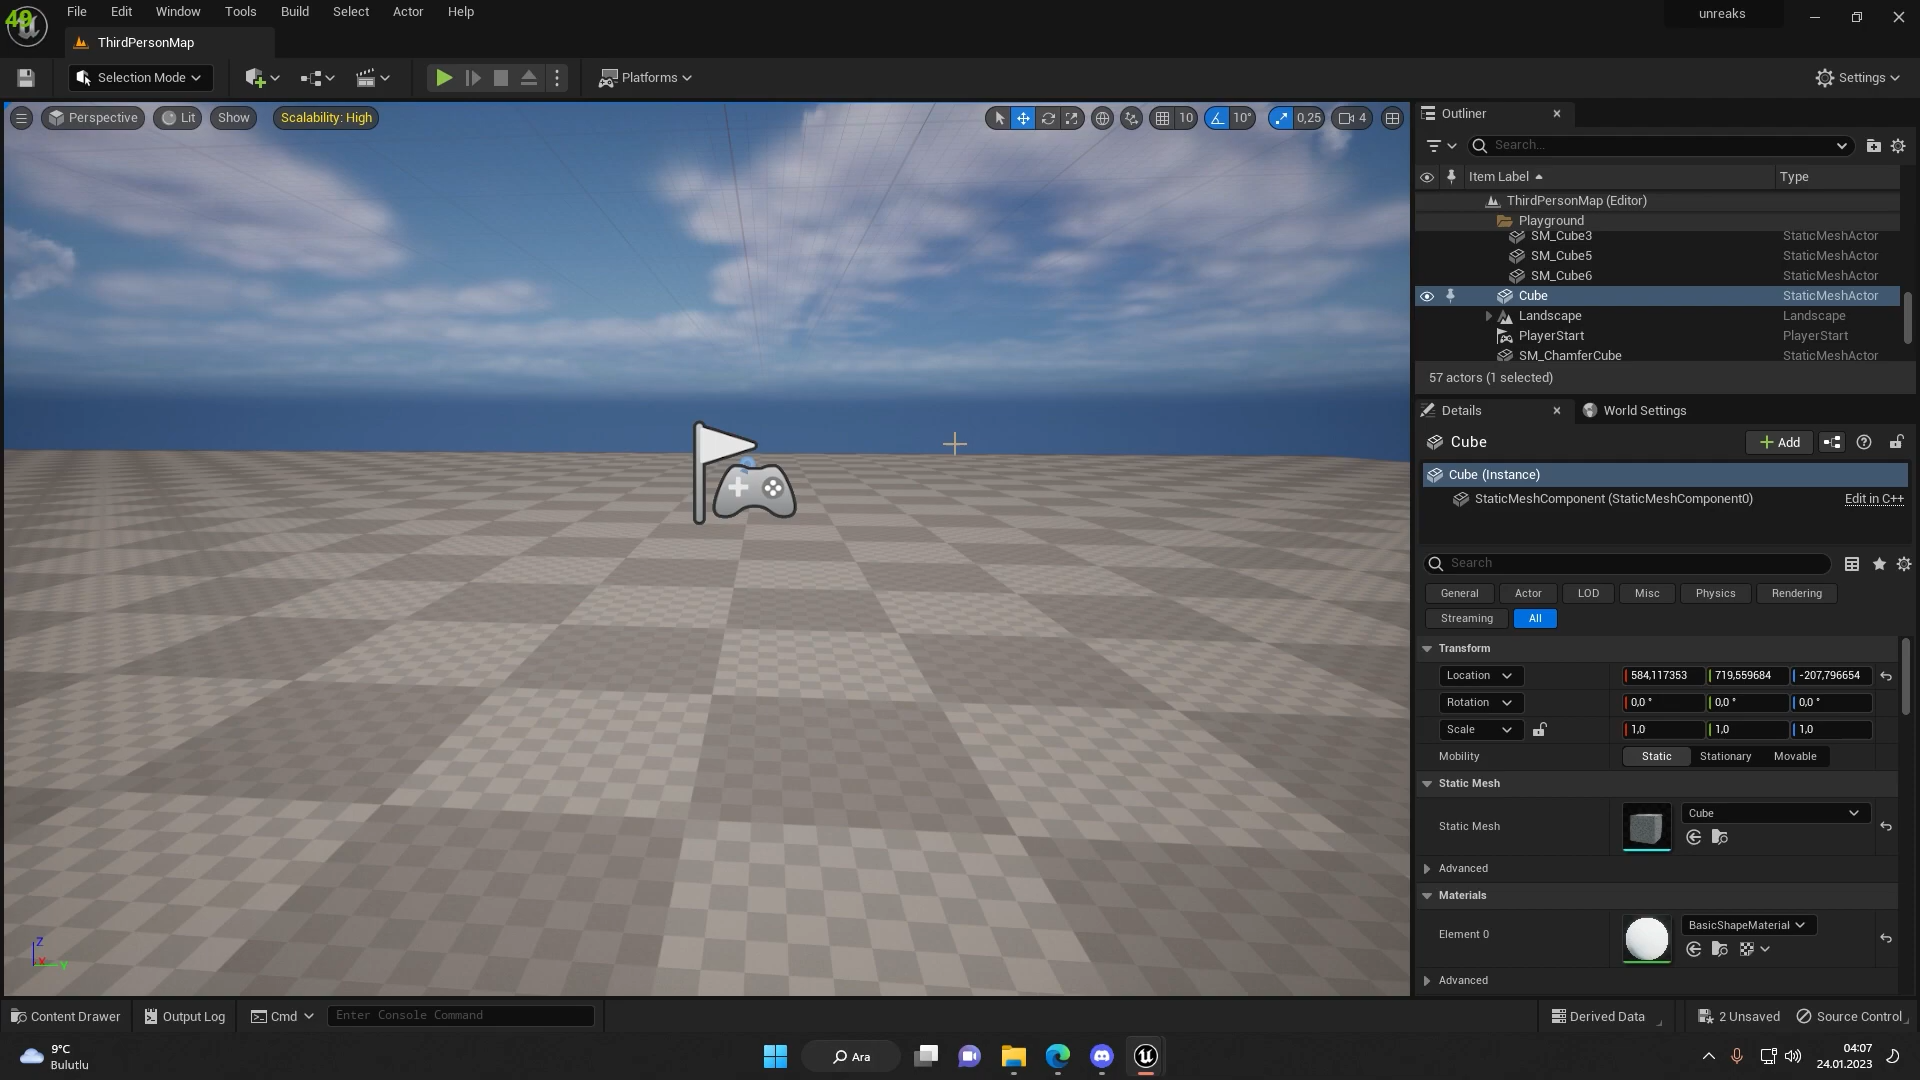 40
File Edit Window Tools Build Select Actor Help
unreaks
ThirdPersonMap
Selection Mode
Platforms
Settings
Perspective Lit Show Scalability: High
10 10° 0,25 4
Outliner
Search...
Item Label Type
ThirdPersonMap (Editor)
Playground
SM_Cube3 StaticMeshActor
SM_Cube5 StaticMeshActor
SM_Cube6 StaticMeshActor
Cube StaticMeshActor
Landscape Landscape
PlayerStart PlayerStart
SM_ChamferCube StaticMeshActor
57 actors (1 selected)
Details World Settings
Cube
Add
Cube (Instance)
StaticMeshComponent (StaticMeshComponent0) Edit in C++
Search
General Actor LOD Misc Physics Rendering
Streaming All
Transform
Location 584,117353 719,559684 -207,796654
Rotation 0,0 ° 0,0 ° 0,0 °
Scale 1,0 1,0 1,0
Mobility Static Stationary Movable
Static Mesh
Static Mesh Cube
Advanced
Materials
Element 0 BasicShapeMaterial
Advanced
Z
X Y
Content Drawer Output Log Cmd Enter Console Command
Derived Data 2 Unsaved Source Control
9°C
Bulutlu
Ara
04:07
24.01.2023